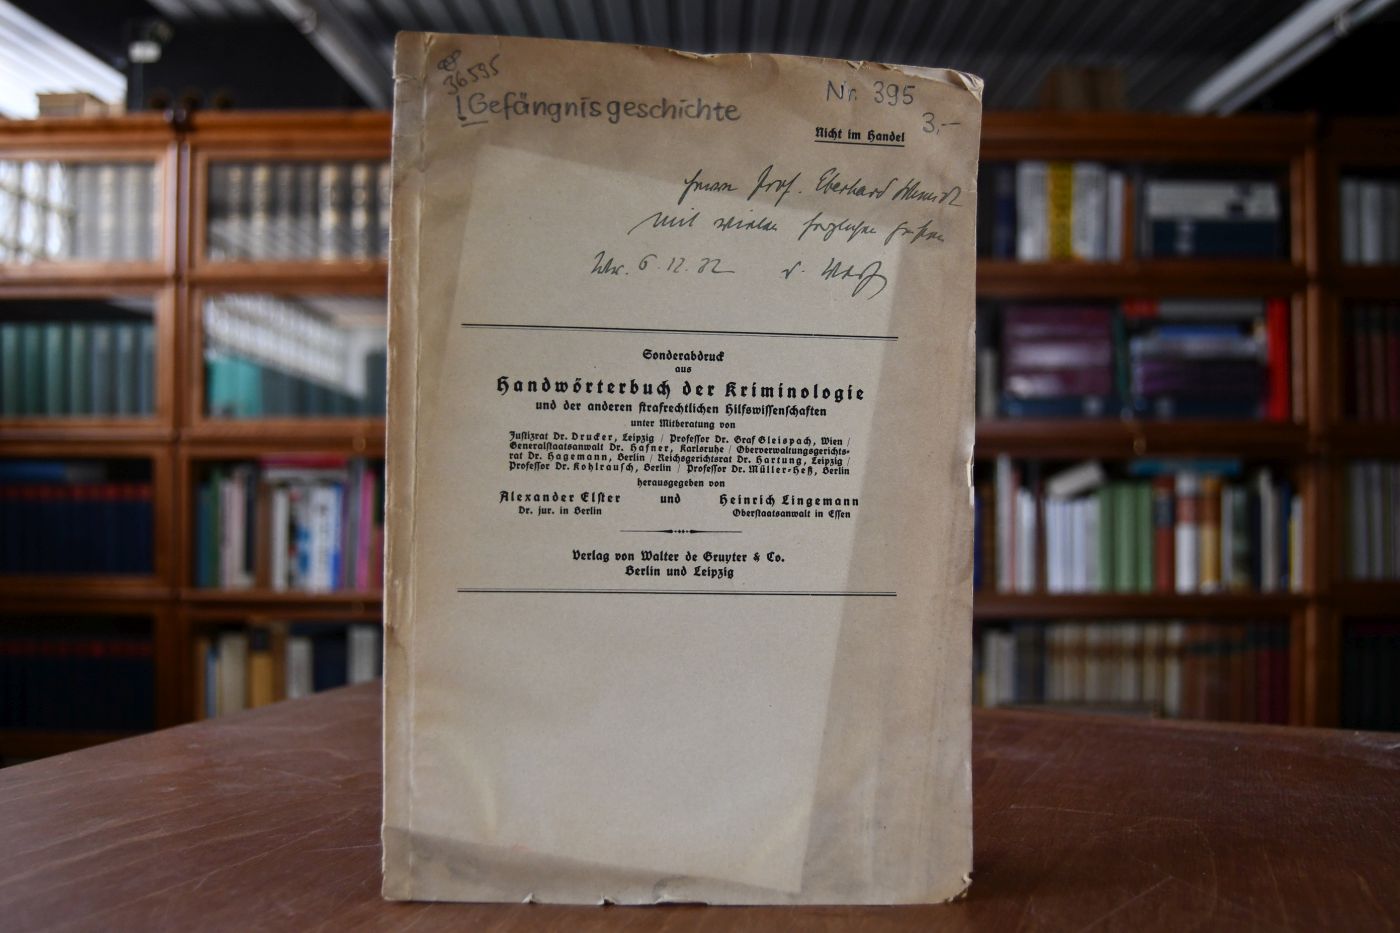 36595
! Gefängnisgeschichte
Nr. 395
3,—
Nicht im Handel
Herrn Prof. Eberhard Schmidt
mit vielen herzlichen Grüßen
6.12.32
Sonderabdruck
aus
Handwörterbuch der Kriminologie
und der anderen strafrechtlichen Hilfswissenschaften
unter Mitberatung von
Justizrat Dr. Drucker, Leipzig / Professor Dr. Graf Gleispach, Wien /
Generalstaatsanwalt Dr. Hafner, Karlsruhe / Oberverwaltungsgerichts-
rat Dr. Hagemann, Berlin / Reichsgerichtsrat Dr. Hartung, Leipzig /
Professor Dr. Kohlrausch, Berlin / Professor Dr. Müller-Heß, Berlin
herausgegeben von
Alexander Elster und Heinrich Lingemann
Dr. jur. in Berlin Oberstaatsanwalt in Essen
Verlag von Walter de Gruyter & Co.
Berlin und Leipzig